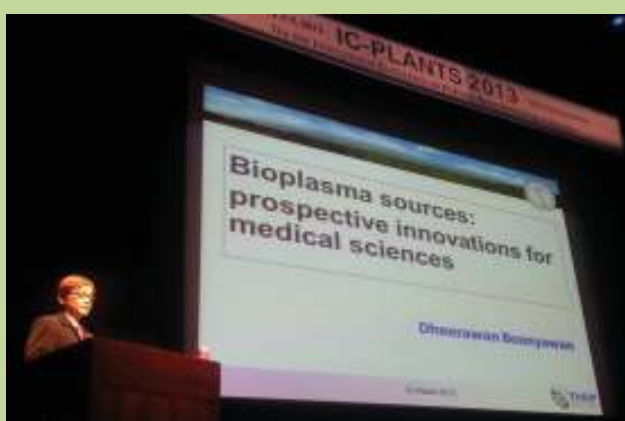 IC-PLANTS 2013
Bioplasma sources:
prospective innovations for
medical sciences
Dheerawan Boonyawan